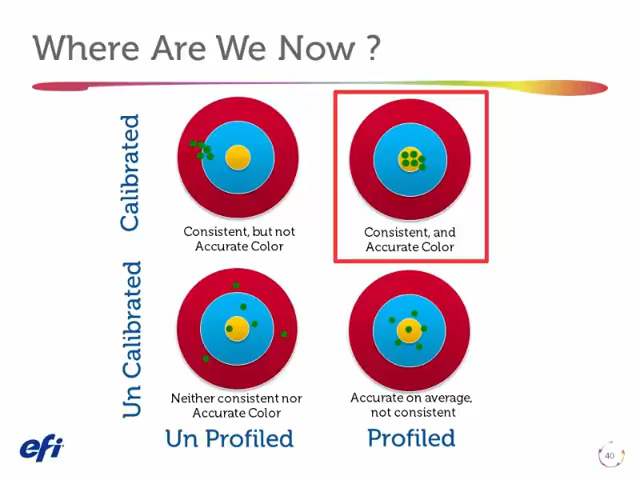 Where Are We Now ?
Calibrated
Consistent, but not
Accurate Color
Consistent, and
Accurate Color
Un Calibrated
Neither consistent nor
Accurate Color
Accurate on average,
not consistent
Un Profiled
Profiled
efi
40